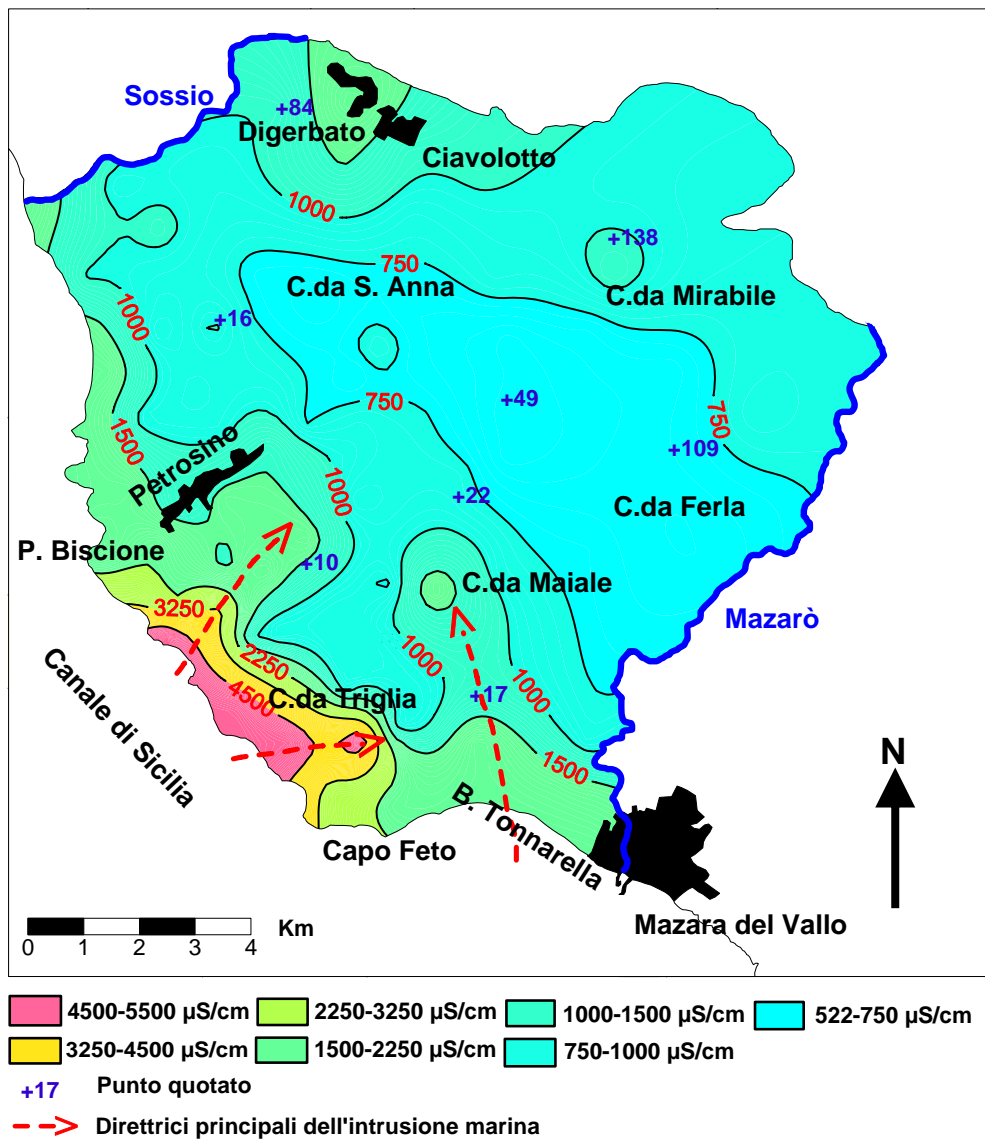 Sossio
+84
Digerbato
Ciavolotto
1000
+138
750
C.da S. Anna
C.da Mirabile
1000
+16
750
+49
750
1500
Petrosino
+109
1000
+22
C.da Ferla
P. Biscione
+10
C.da Maiale
3250
Mazarò
2250
1000
1000
4500
C.da Triglia
+17
Canale di Sicilia
1500
N
B. Tonnarella
Capo Feto
Mazara del Vallo
Km
0 1 2 3 4
4500-5500 µS/cm 2250-3250 µS/cm 1000-1500 µS/cm 522-750 µS/cm
3250-4500 µS/cm 1500-2250 µS/cm 750-1000 µS/cm
+17 Punto quotato
Direttrici principali dell'intrusione marina